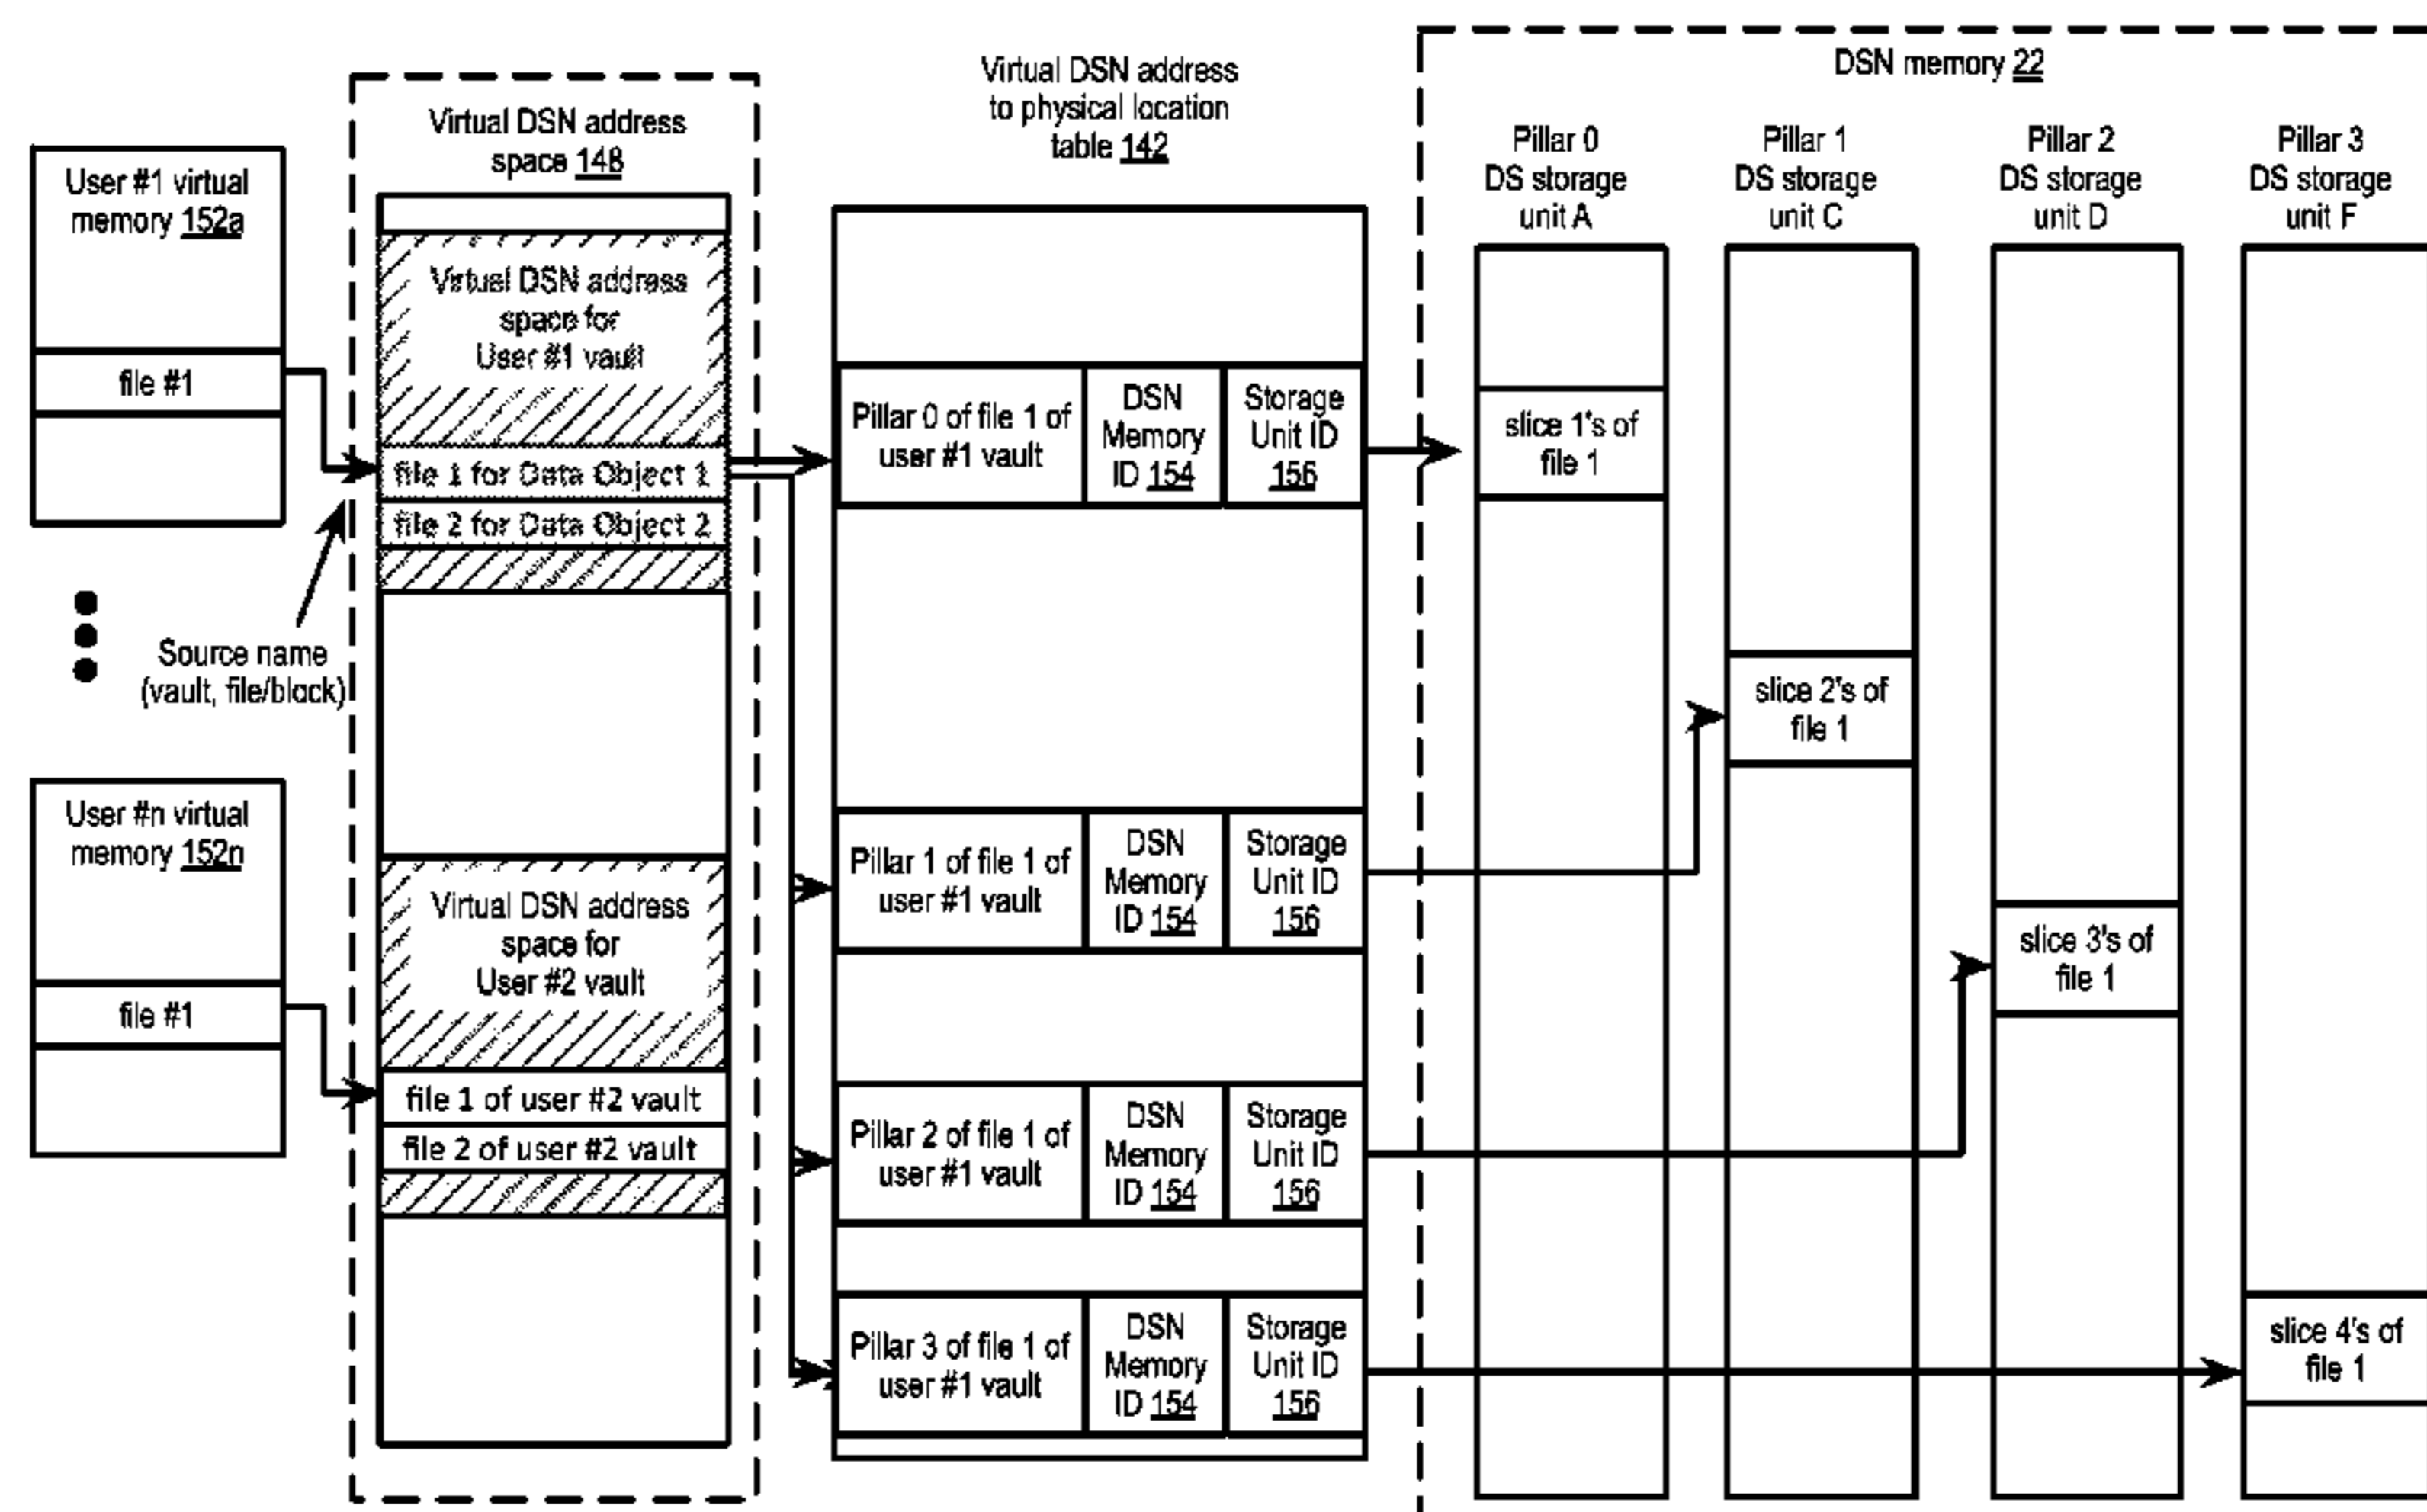 User #1 virtual
memory 152a
file #1
Source name
(vault, file/block)
User #n virtual
memory 152n
file #1
Virtual DSN address
space 148
Virtual DSN address
space for
User #1 vault
file 1 for Data Object 1
file 2 for Data Object 2
Virtual DSN address
space for
User #2 vault
file 1 of user #2 vault
file 2 of user #2 vault
Virtual DSN address
to physical location
table 142
Pillar 0 of file 1 of
user #1 vault
DSN
Memory
ID 154
Storage
Unit ID
156
Pillar 1 of file 1 of
user #1 vault
DSN
Memory
ID 154
Storage
Unit ID
156
Pillar 2 of file 1 of
user #1 vault
DSN
Memory
ID 154
Storage
Unit ID
156
Pillar 3 of file 1 of
user #1 vault
DSN
Memory
ID 154
Storage
Unit ID
156
DSN memory 22
Pillar 0
DS storage
unit A
slice 1's of
file 1
Pillar 1
DS storage
unit C
slice 2's of
file 1
Pillar 2
DS storage
unit D
slice 3's of
file 1
Pillar 3
DS storage
unit F
slice 4's of
file 1